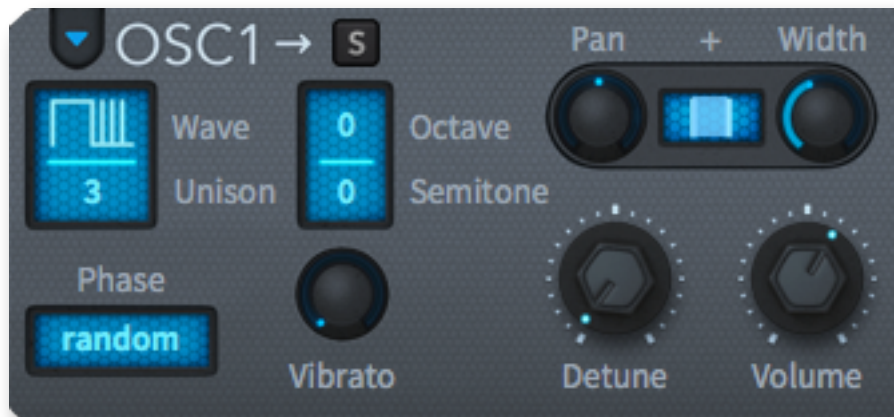 OSC1→ S
Pan + Width
Wave
0 Octave
3 Unison
0 Semitone
Phase
random
Vibrato
Detune
Volume